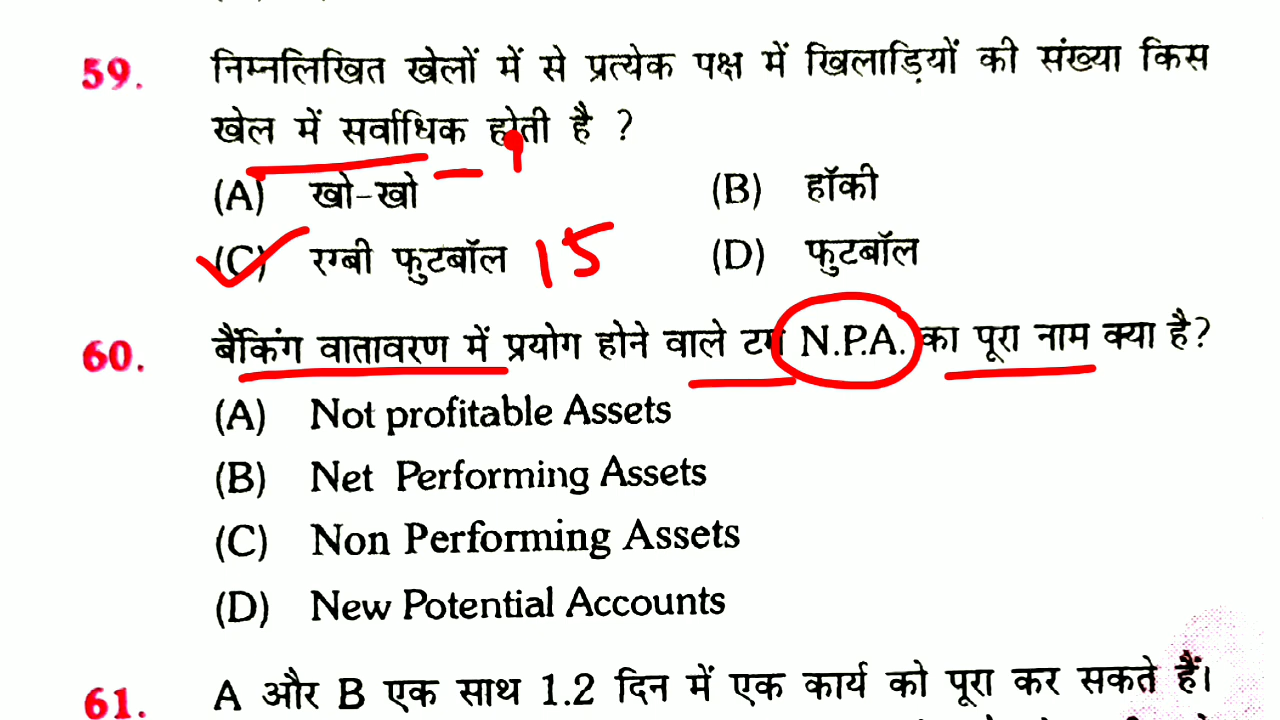 59. निम्नलिखित खेलों में से प्रत्येक पक्ष में खिलाड़ियों की संख्या किस
खेल में सर्वाधिक होती है ?
(A) खो-खो (B) हॉकी
(C) रग्बी फुटबॉल 15 (D) फुटबॉल
60. बैंकिंग वातावरण में प्रयोग होने वाले टर्म N.P.A. का पूरा नाम क्या है?
(A) Not profitable Assets
(B) Net Performing Assets
(C) Non Performing Assets
(D) New Potential Accounts
61. A और B एक साथ 1.2 दिन में एक कार्य को पूरा कर सकते हैं।